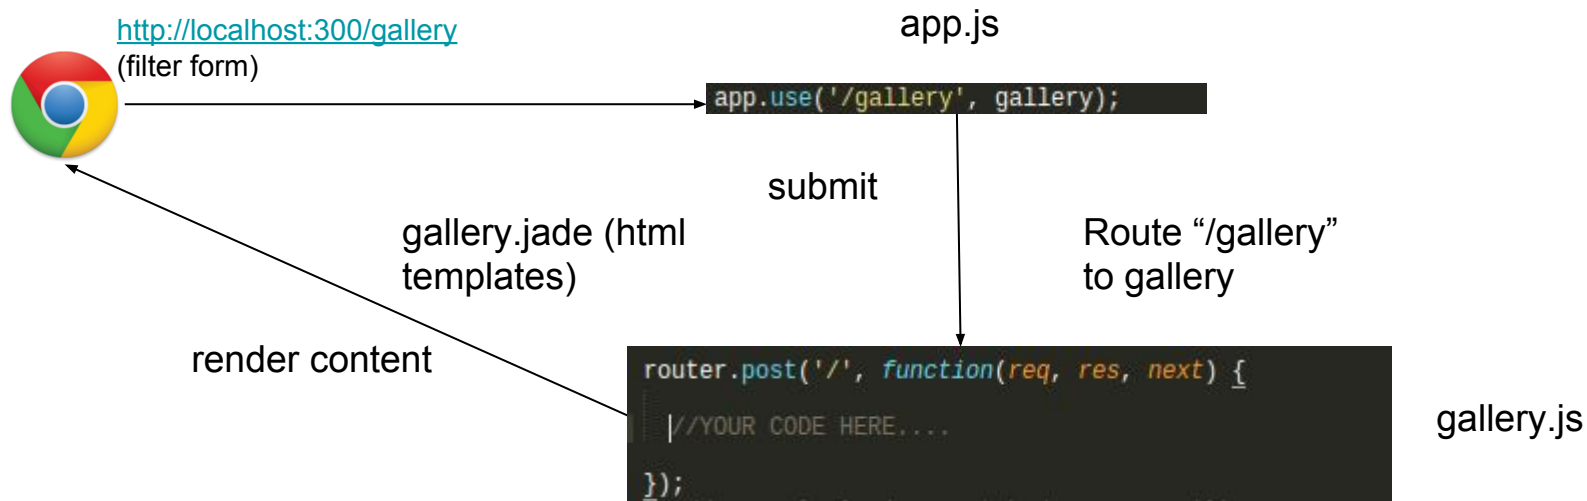 http://localhost:300/gallery
(filter form)
app.js
app.use('/gallery', gallery);
submit
gallery.jade (html
templates)
Route “/gallery”
to gallery
render content
router.post('/', function(req, res, next) {
//YOUR CODE HERE....
});
gallery.js